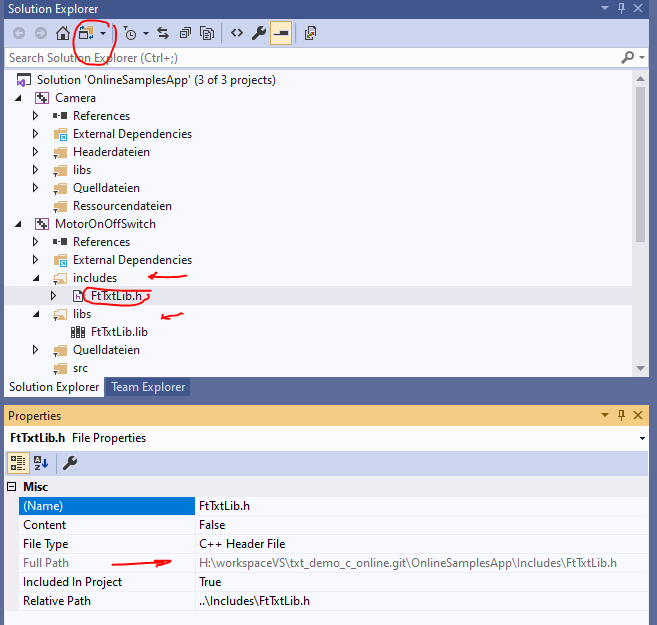 Solution Explorer
Search Solution Explorer (Ctrl+;)
Solution 'OnlineSamplesApp' (3 of 3 projects)
Camera
References
External Dependencies
Headerdateien
libs
Quelldateien
Ressourcendateien
MotorOnOffSwitch
References
External Dependencies
includes
FtTxtLib.h
libs
FtTxtLib.lib
Quelldateien
src
Solution Explorer Team Explorer
Properties
FtTxtLib.h File Properties
Misc
(Name) FtTxtLib.h
Content False
File Type C++ Header File
Full Path H:\workspaceVS\txt_demo_c_online.git\OnlineSamplesApp\Includes\FtTxtLib.h
Included In Project True
Relative Path ..\Includes\FtTxtLib.h